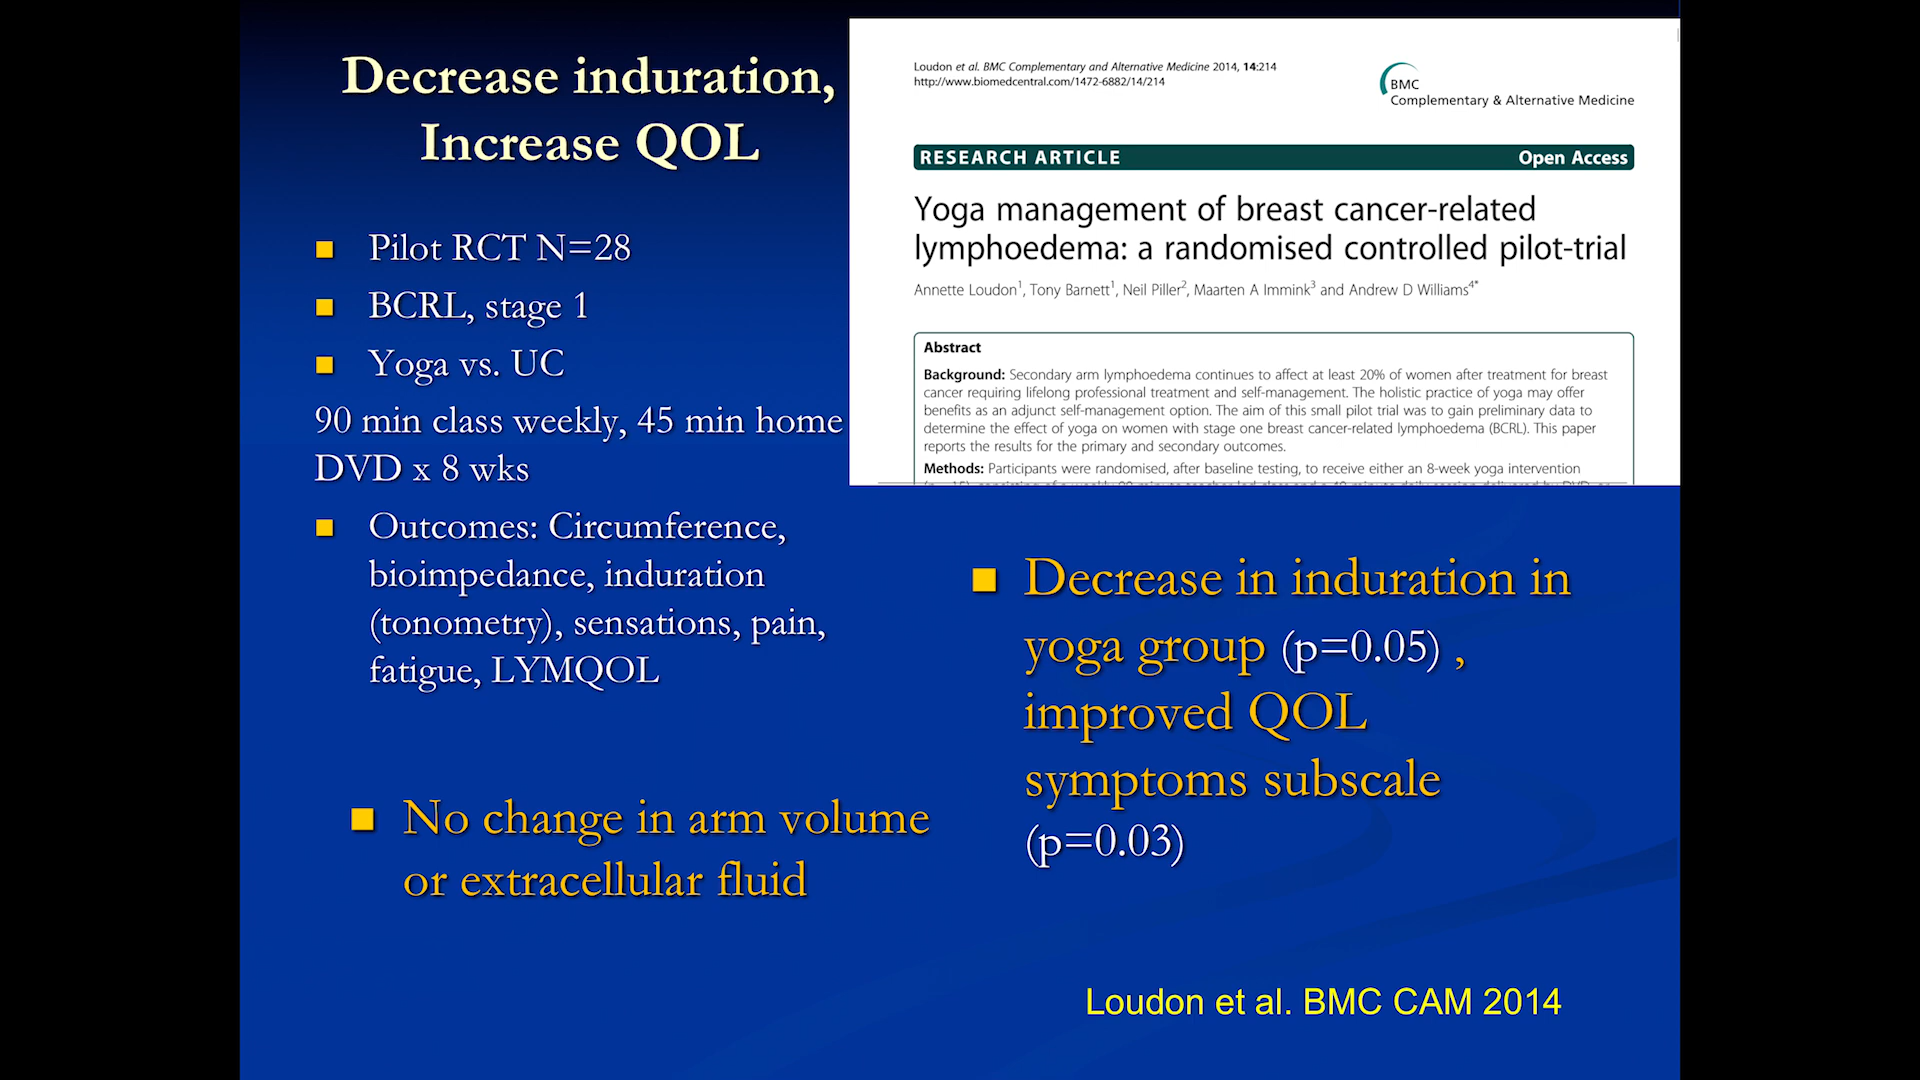 Decrease induration,
Increase QOL
Pilot RCT N=28
BCRL, stage 1
Yoga vs. UC
90 min class weekly, 45 min home
DVD x 8 wks
Outcomes: Circumference,
bioimpedance, induration
(tonometry), sensations, pain,
fatigue, LYMQOL
No change in arm volume
or extracellular fluid
Loudon et al. BMC Complementary and Alternative Medicine 2014, 14:214
http://www.biomedcentral.com/1472-6882/14/214
BMC
Complementary & Alternative Medicine
RESEARCH ARTICLE Open Access
Yoga management of breast cancer-related
lymphoedema: a randomised controlled pilot-trial
Annette Loudon1, Tony Barnett1, Neil Piller2, Maarten A Immink3 and Andrew D Williams4*
Abstract
Background: Secondary arm lymphoedema continues to affect at least 20% of women after treatment for breast
cancer requiring lifelong professional treatment and self-management. The holistic practice of yoga may offer
benefits as an adjunct self-management option. The aim of this small pilot trial was to gain preliminary data to
determine the effect of yoga on women with stage one breast cancer-related lymphoedema (BCRL). This paper
reports the results for the primary and secondary outcomes.
Methods: Participants were randomised, after baseline testing, to receive either an 8-week yoga intervention
Decrease in induration in
yoga group (p=0.05) ,
improved QOL
symptoms subscale
(p=0.03)
Loudon et al. BMC CAM 2014